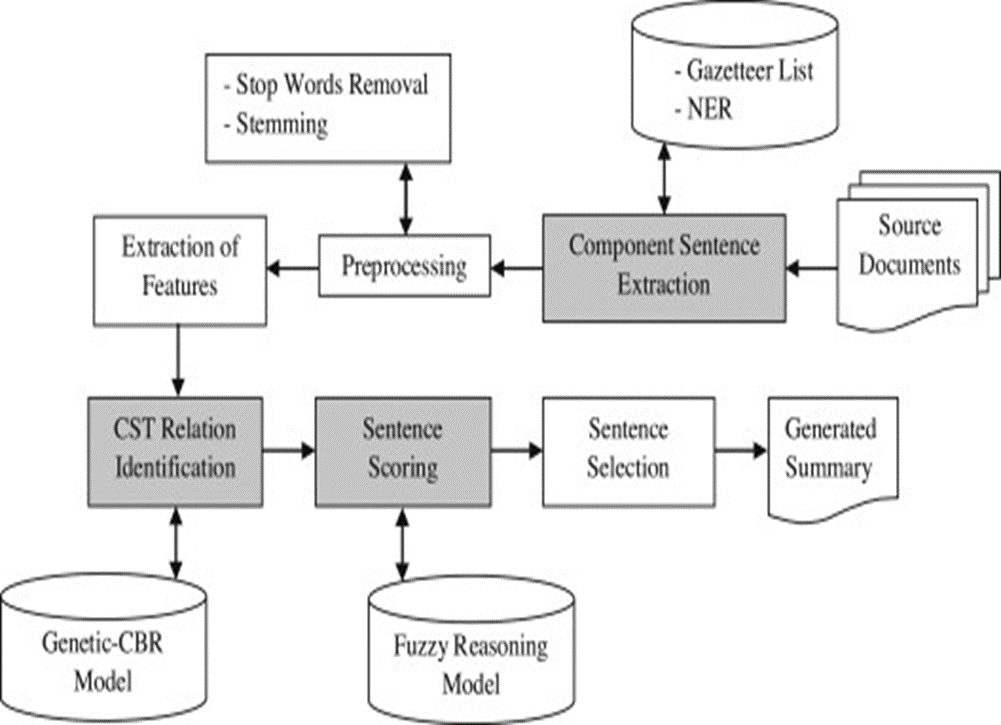 - Gazetteer List
- NER
- Stop Words Removal
- Stemming
Source
Documents
Component Sentence
Extraction
Preprocessing
Extraction of
Features
CST Relation
Identification
Sentence
Scoring
Sentence
Selection
Generated
Summary
Genetic-CBR
Model
Fuzzy Reasoning
Model